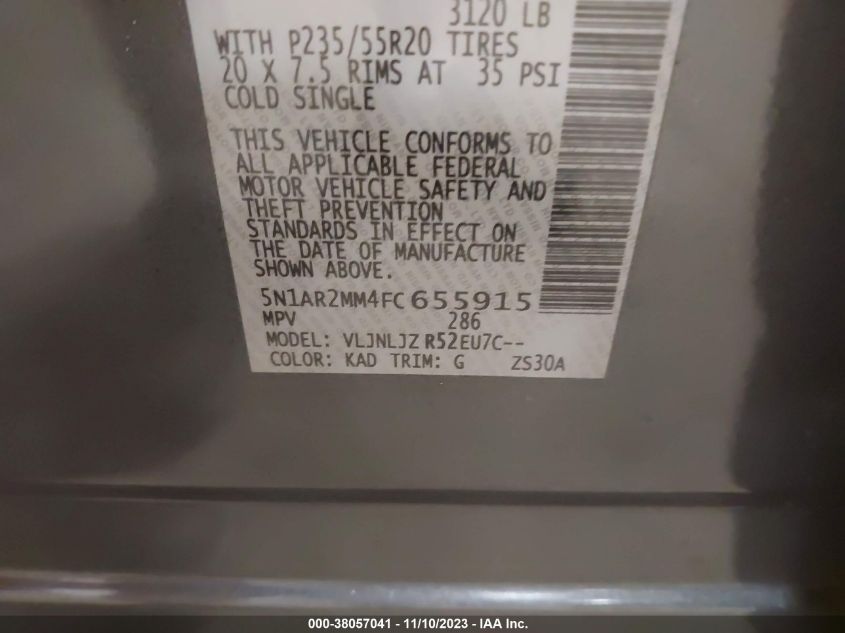 3120 LB
WITH P235/55R20 TIRES
20 X 7.5 RIMS AT 35 PSI
COLD SINGLE
THIS VEHICLE CONFORMS TO
ALL APPLICABLE FEDERAL
MOTOR VEHICLE SAFETY AND
THEFT PREVENTION
STANDARDS IN EFFECT ON
THE DATE OF MANUFACTURE
SHOWN ABOVE.
5N1AR2MM4FC655915
MPV 286
MODEL: VLJNLJZ R52EU7C--
COLOR: KAD TRIM: G ZS30A
000-38057041 - 11/10/2023 - IAA Inc.